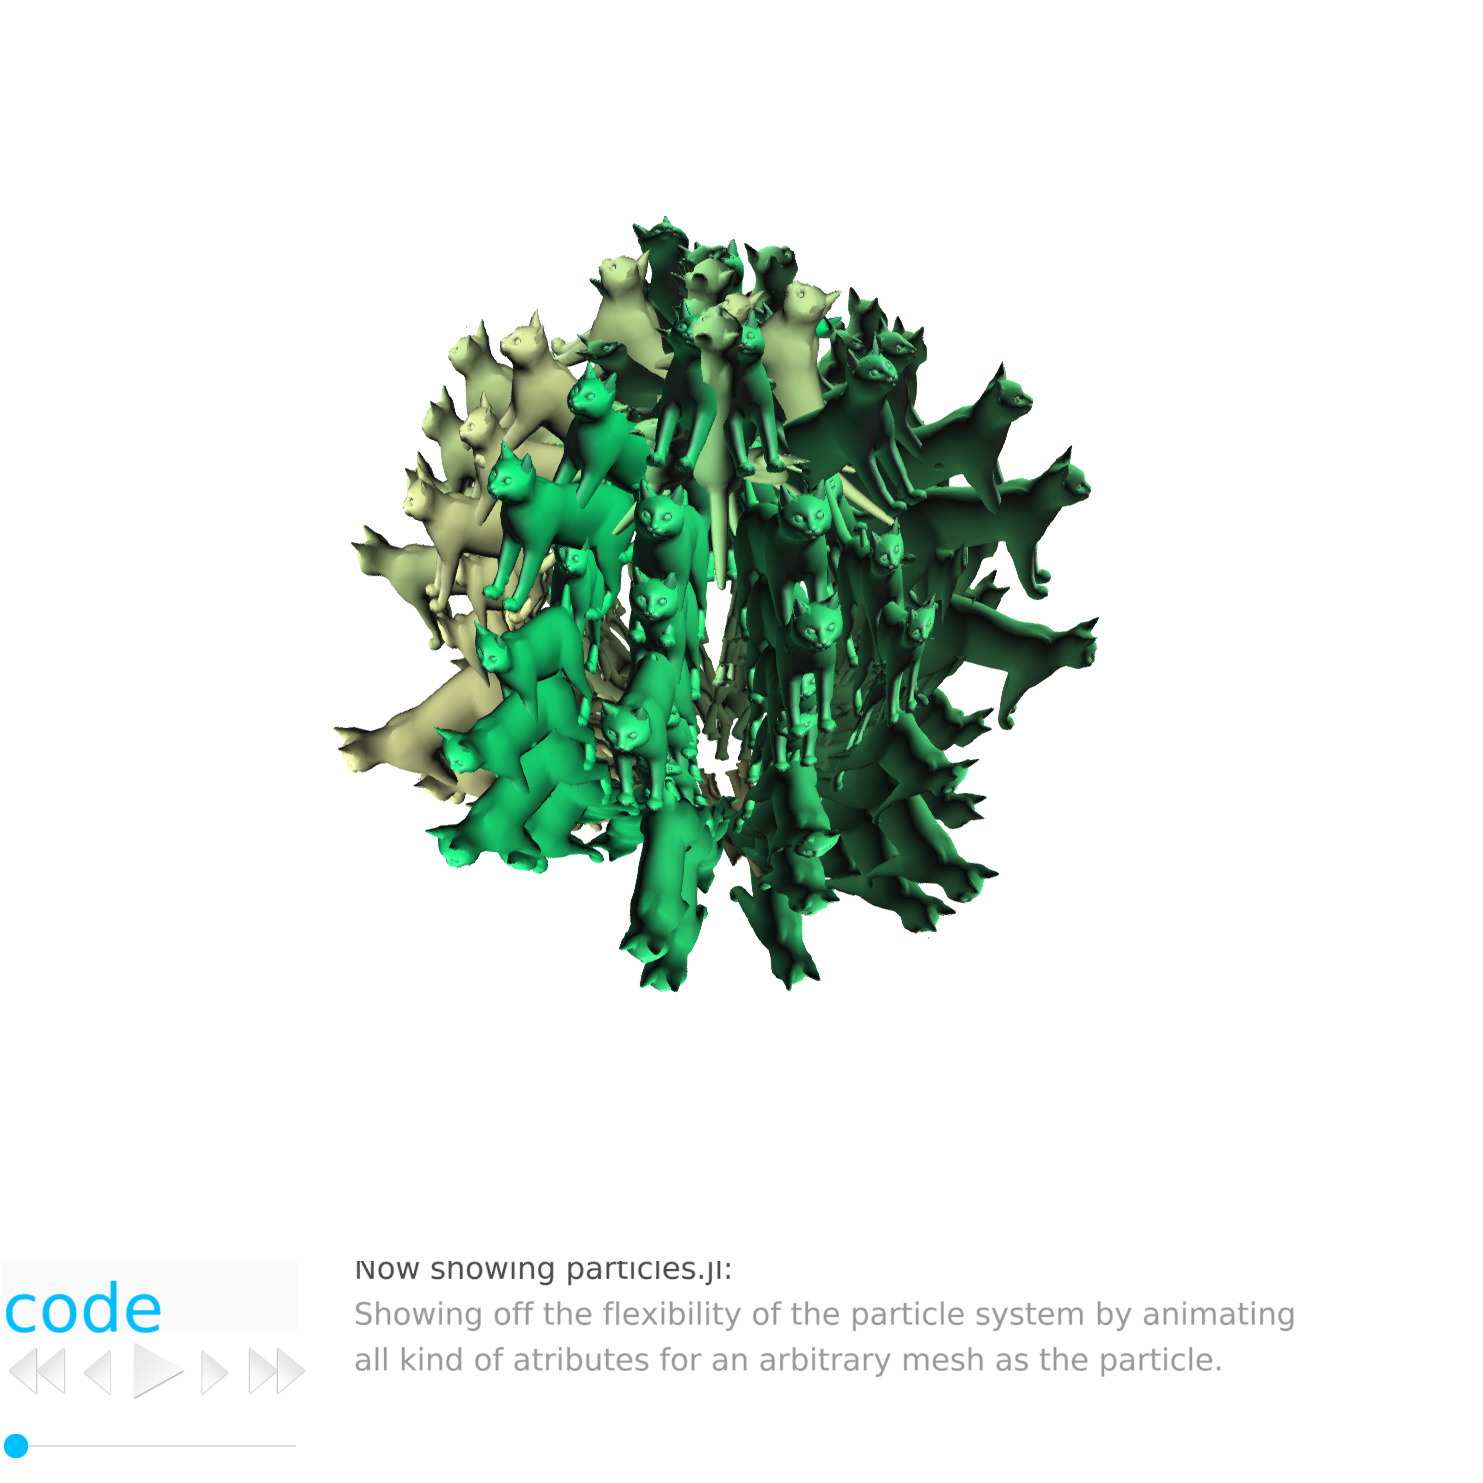 Now showing particles.jl:
code
Showing off the flexibility of the particle system by animating
all kind of atributes for an arbitrary mesh as the particle.